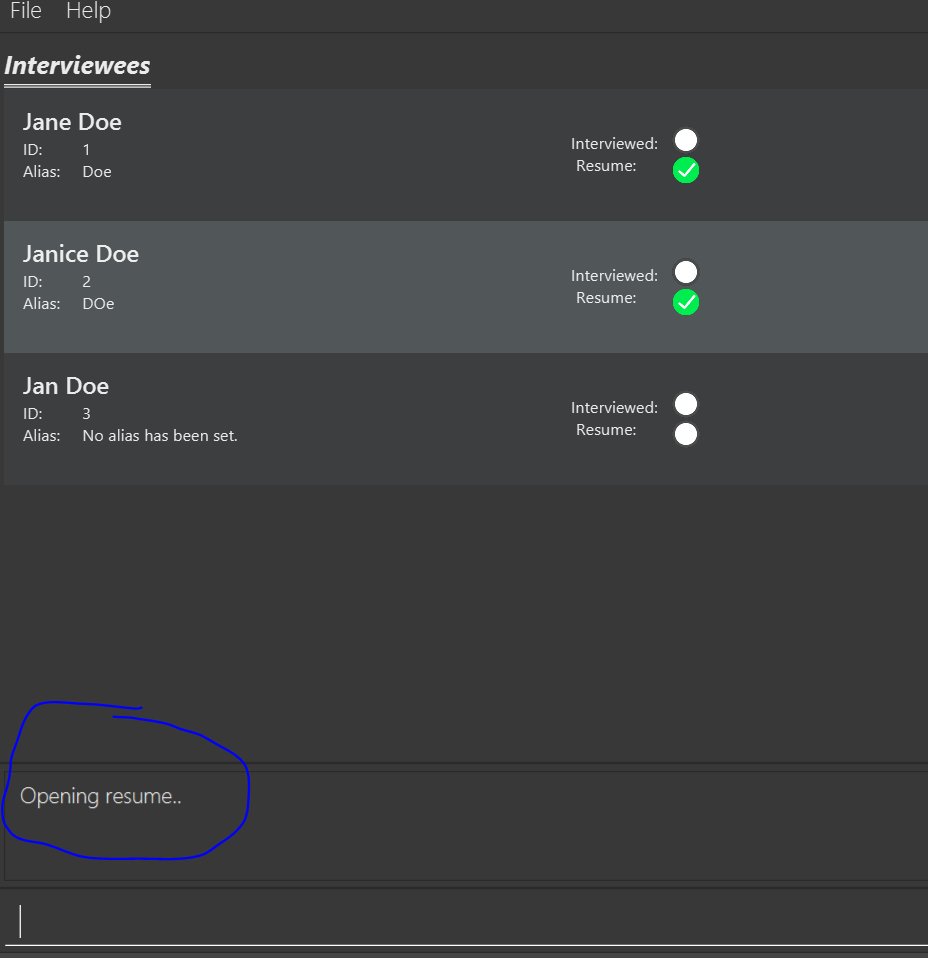 File Help
Interviewees
Jane Doe
ID: 1
Alias: Doe
Interviewed:
Resume:
Janice Doe
ID: 2
Alias: DOe
Interviewed:
Resume:
Jan Doe
ID: 3
Alias: No alias has been set.
Interviewed:
Resume:
Opening resume..